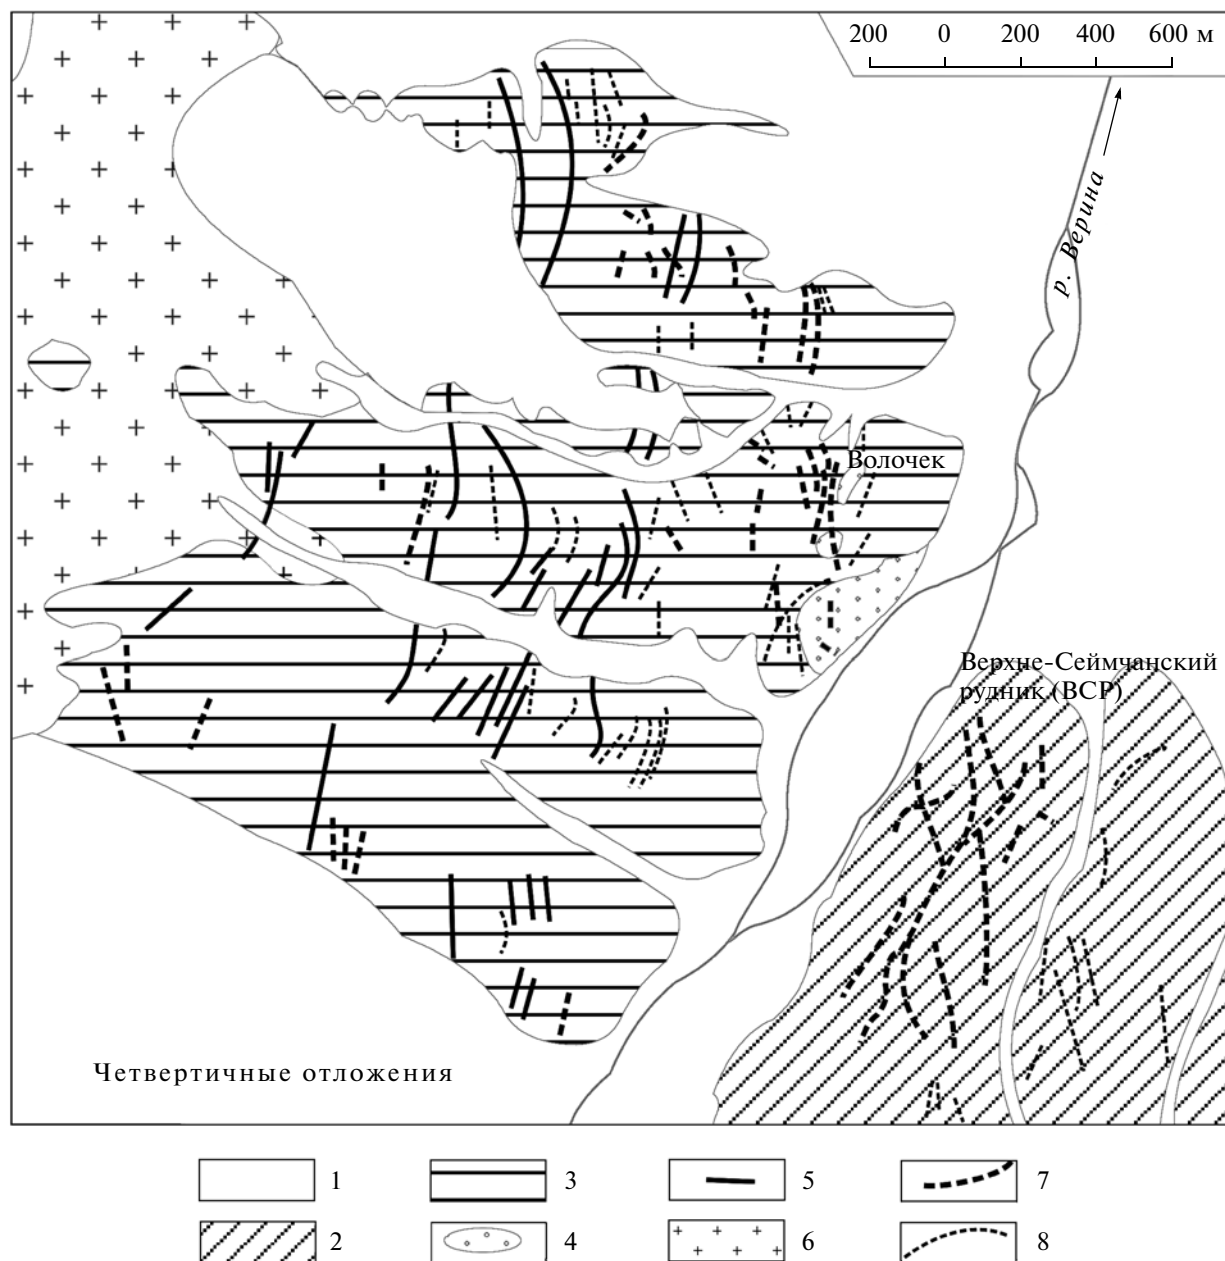 200 0 200 400 600 м
р. Верина
Волочек
Верхне-Сеймчанский
рудник (ВСР)
Четвертичные отложения
1 3 5 7
2 4 6 8